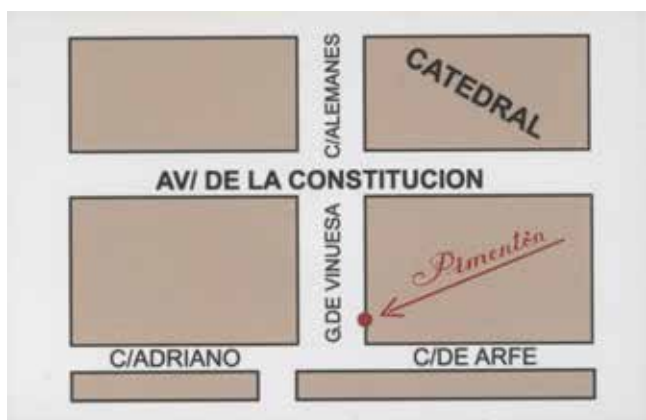 C/ALEMANES
CATEDRAL
AV/ DE LA CONSTITUCION
G.DE VINUESA
Pimentón
C/ADRIANO
C/DE ARFE